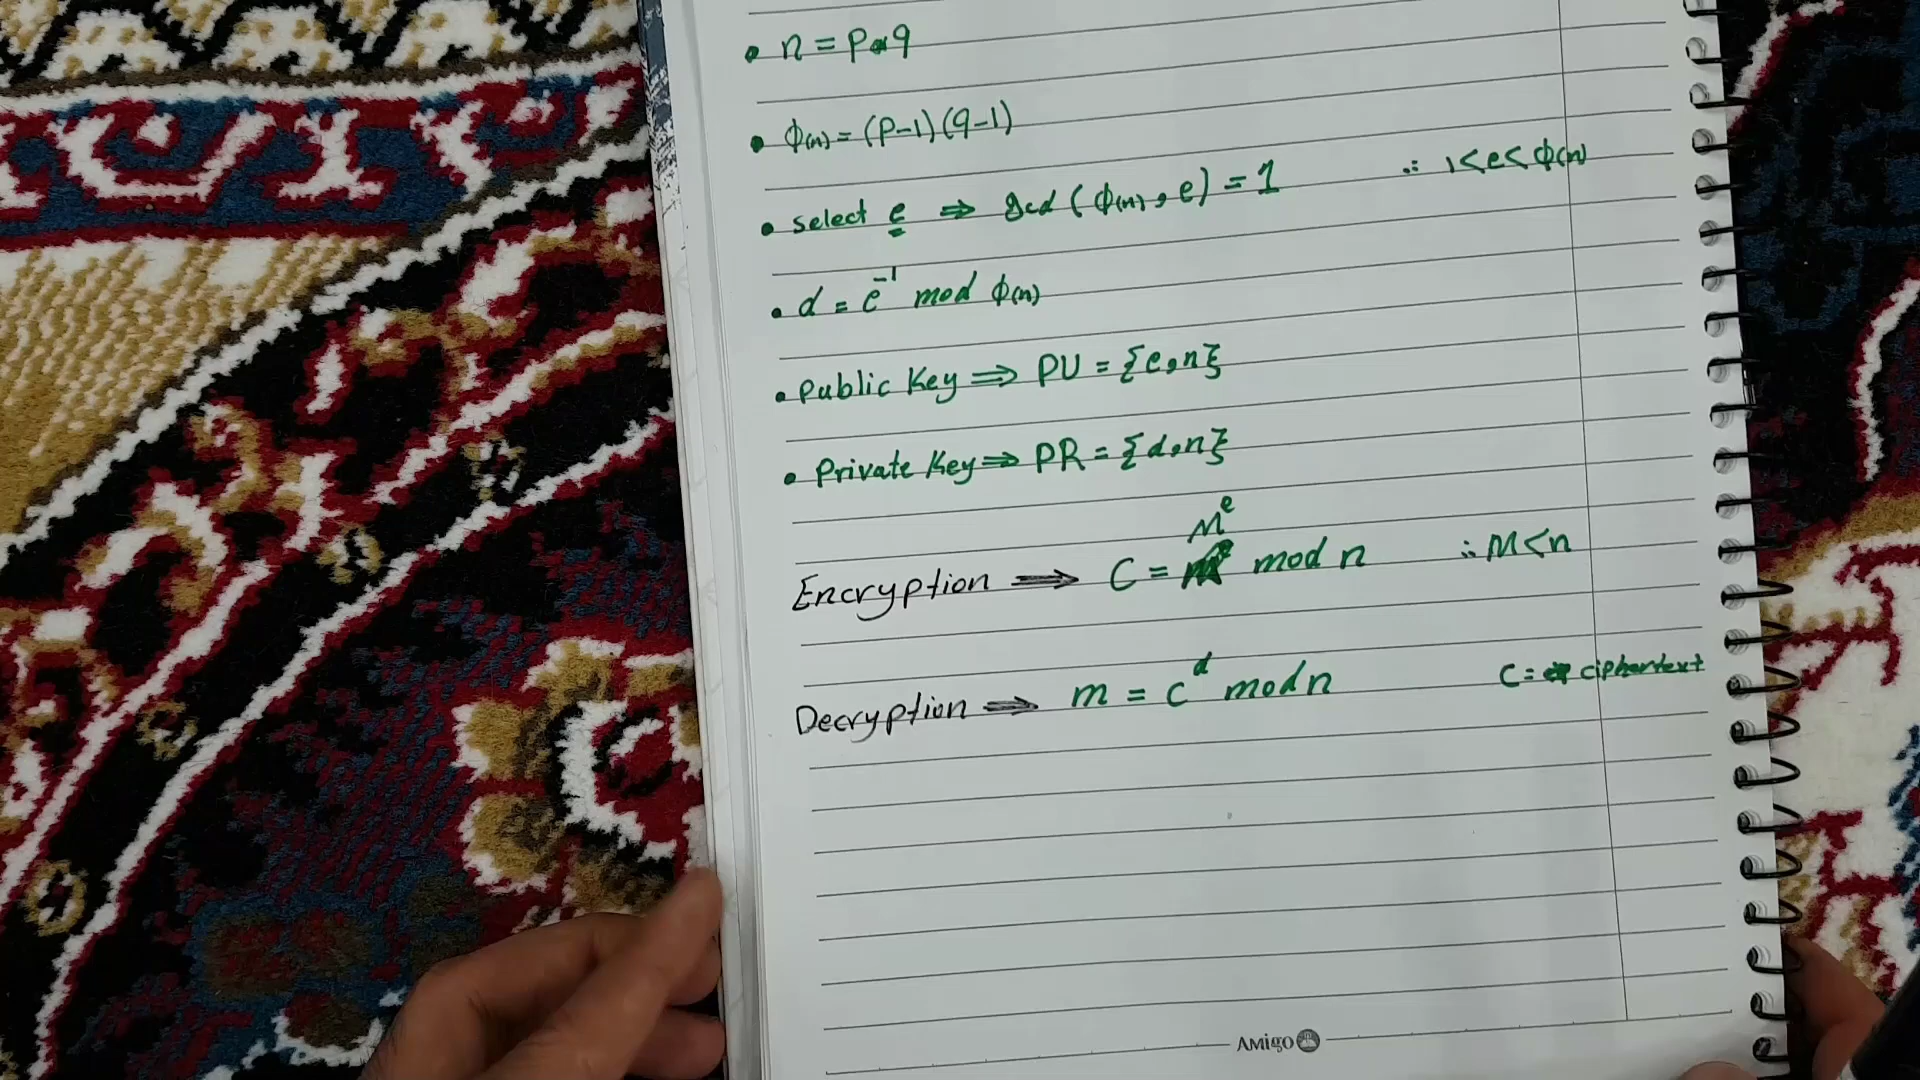 • n = p * q
• ϕ(n) = (P-1)(q-1)
• select e ⇒ gcd (ϕ(n), e) = 1 ∴ 1<e<ϕ(n)
• d = e⁻¹ mod ϕ(n)
• Public Key ⇒ PU = {e,n}
• Private Key ⇒ PR = {d,n}
Encryption ⇒ C = Mᵉ mod n ∴ M<n
Decryption ⇒ m = cᵈ mod n C = ciphertext
AMigo